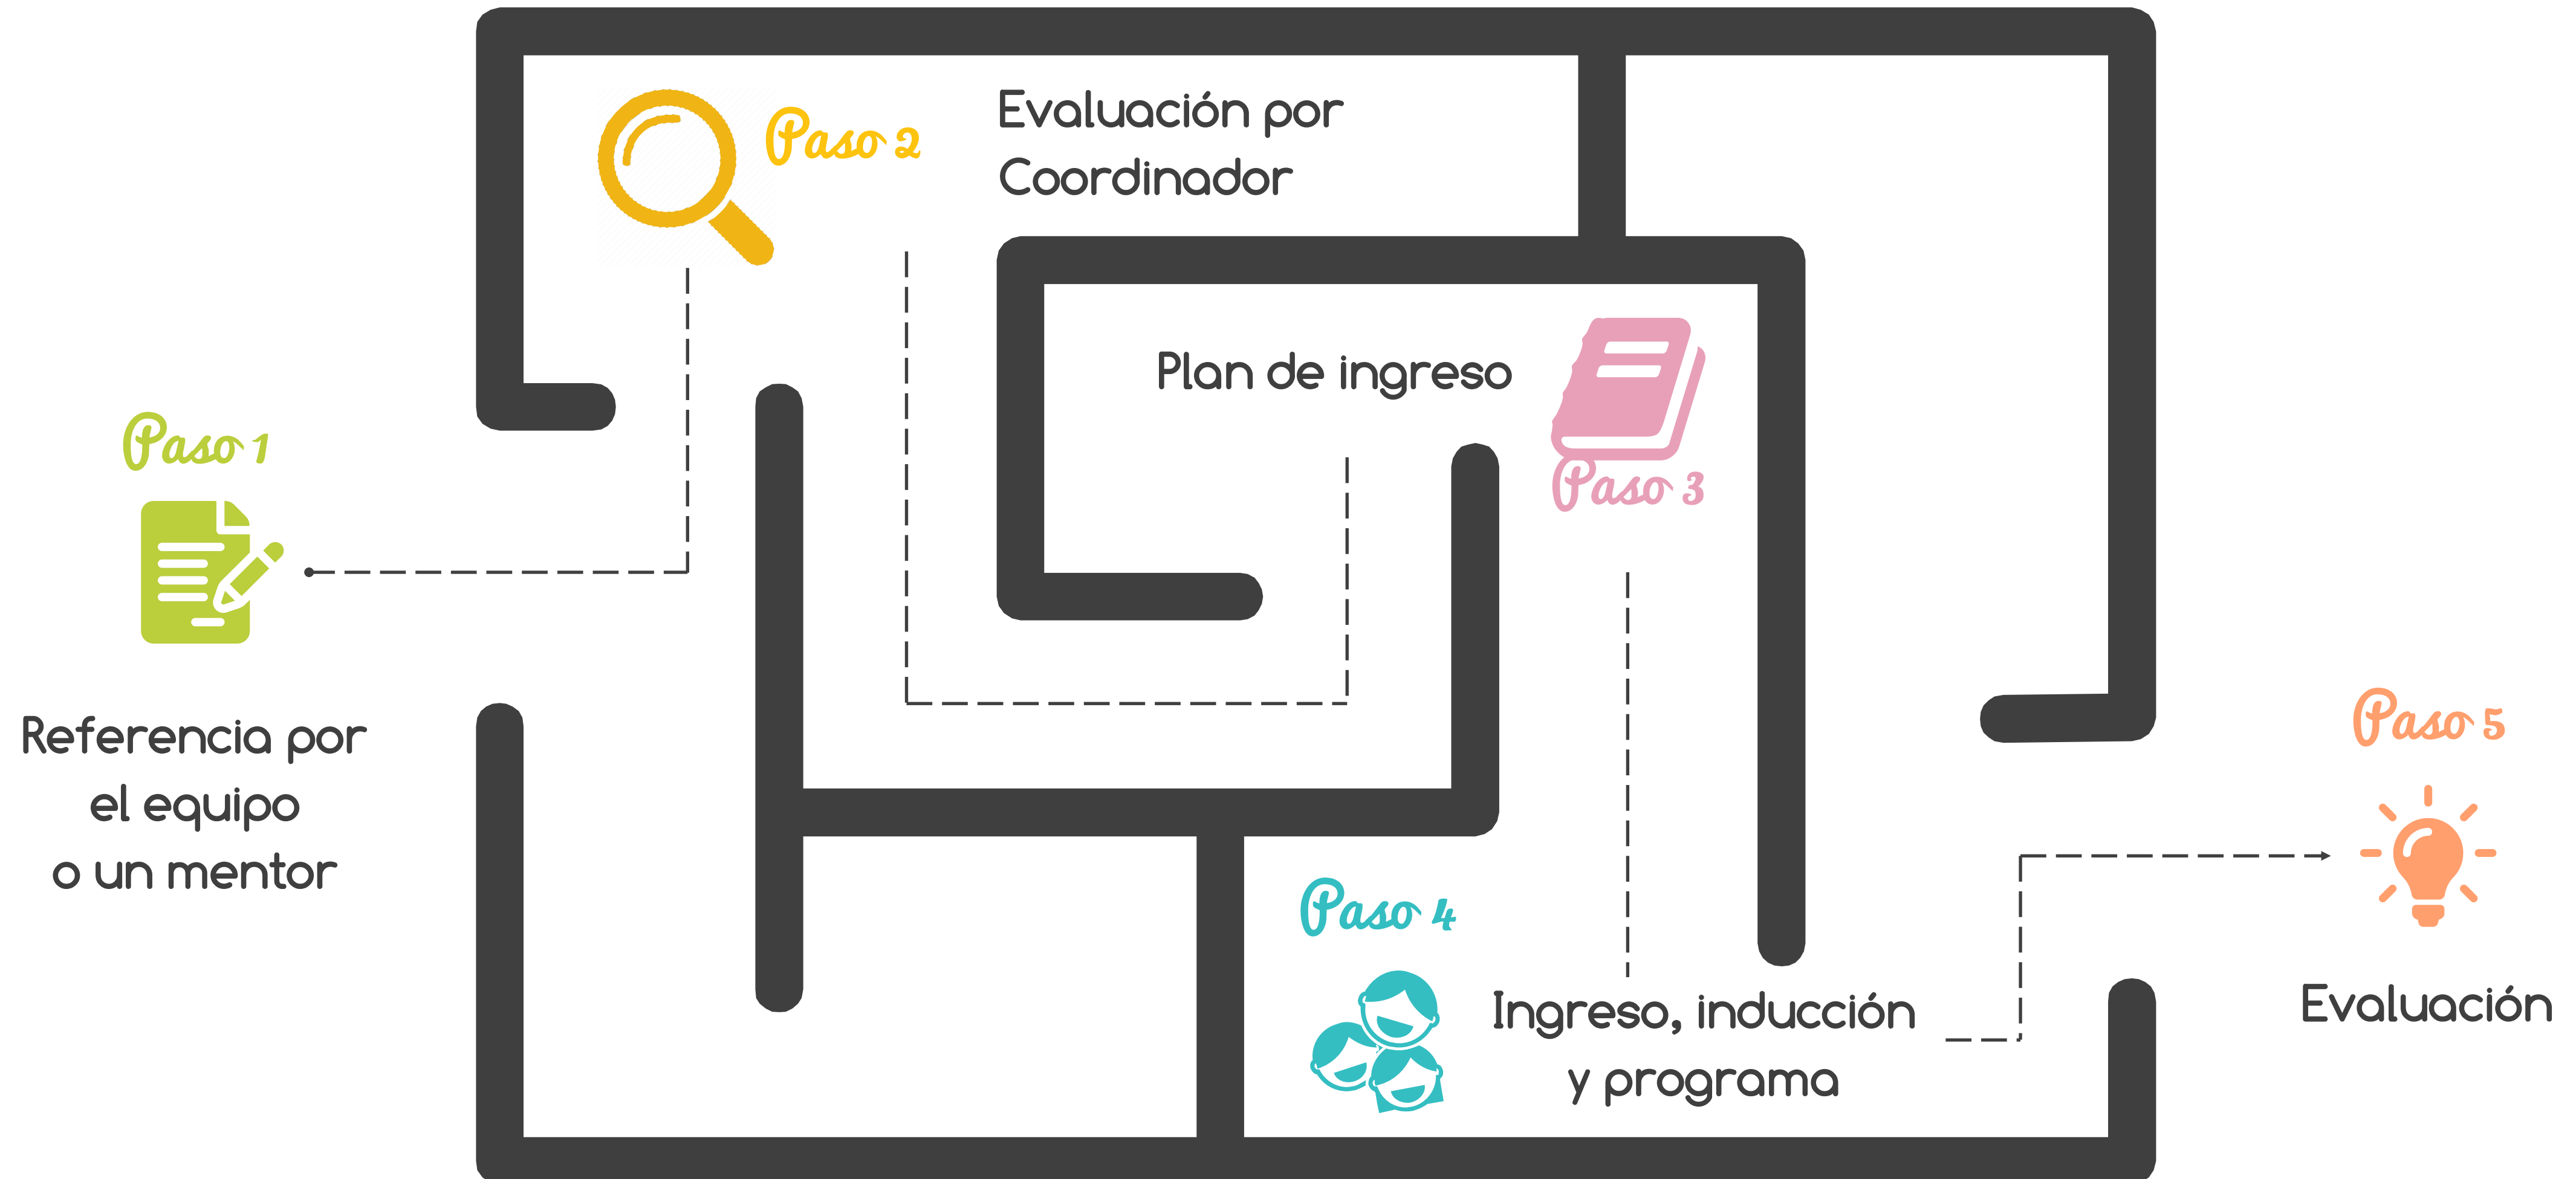 Paso 1
Referencia por
el equipo
o un mentor
Paso 2
Evaluación por
Coordinador
Plan de ingreso
Paso 3
Paso 4
Ingreso, inducción
y programa
Paso 5
Evaluación